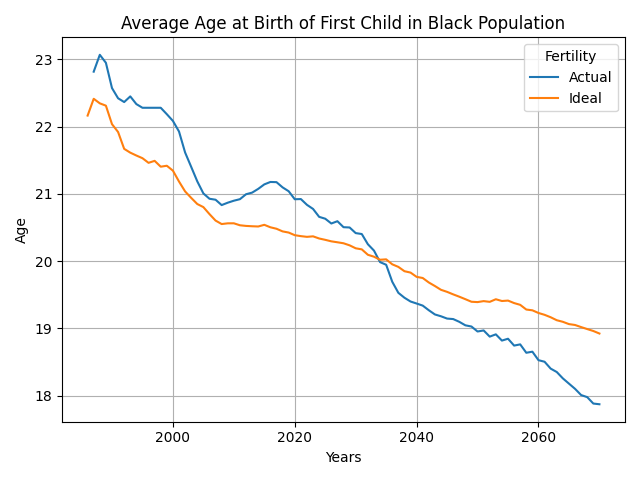 Average Age at Birth of First Child in Black Population
Fertility
Actual
Ideal
Age
23
22
21
20
19
18
2000 2020 2040 2060
Years